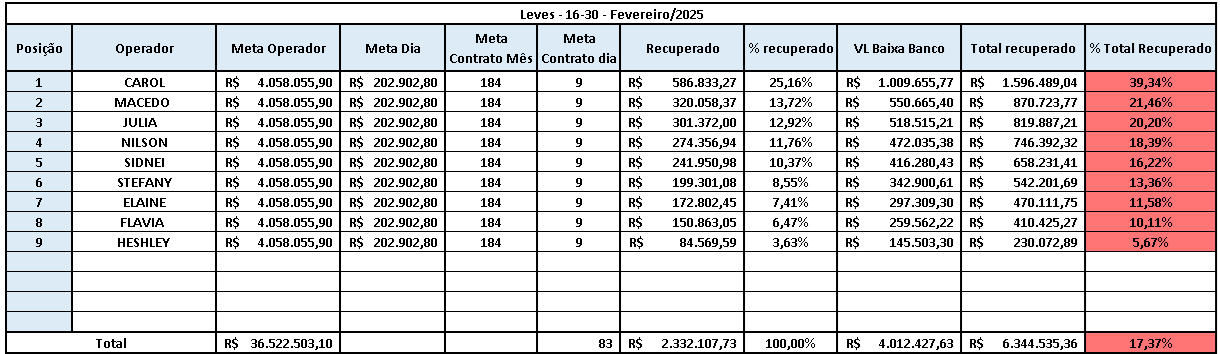 Leves - 16-30 - Fevereiro/2025
Posição Operador Meta Operador Meta Dia Meta Contrato Mês Meta Contrato dia Recuperado % recuperado VL Baixa Banco Total recuperado % Total Recuperado
1 CAROL R$ 4.058.055,90 R$ 202.902,80 184 9 R$ 586.833,27 25,16% R$ 1.009.655,77 R$ 1.596.489,04 39,34%
2 MACEDO R$ 4.058.055,90 R$ 202.902,80 184 9 R$ 320.058,37 13,72% R$ 550.665,40 R$ 870.723,77 21,46%
3 JULIA R$ 4.058.055,90 R$ 202.902,80 184 9 R$ 301.372,00 12,92% R$ 518.515,21 R$ 819.887,21 20,20%
4 NILSON R$ 4.058.055,90 R$ 202.902,80 184 9 R$ 274.356,94 11,76% R$ 472.035,38 R$ 746.392,32 18,39%
5 SIDNEI R$ 4.058.055,90 R$ 202.902,80 184 9 R$ 241.950,98 10,37% R$ 416.280,43 R$ 658.231,41 16,22%
6 STEFANY R$ 4.058.055,90 R$ 202.902,80 184 9 R$ 199.301,08 8,55% R$ 342.900,61 R$ 542.201,69 13,36%
7 ELAINE R$ 4.058.055,90 R$ 202.902,80 184 9 R$ 172.802,45 7,41% R$ 297.309,30 R$ 470.111,75 11,58%
8 FLAVIA R$ 4.058.055,90 R$ 202.902,80 184 9 R$ 150.863,05 6,47% R$ 259.562,22 R$ 410.425,27 10,11%
9 HESHLEY R$ 4.058.055,90 R$ 202.902,80 184 9 R$ 84.569,59 3,63% R$ 145.503,30 R$ 230.072,89 5,67%
Total R$ 36.522.503,10 83 R$ 2.332.107,73 100,00% R$ 4.012.427,63 R$ 6.344.535,36 17,37%